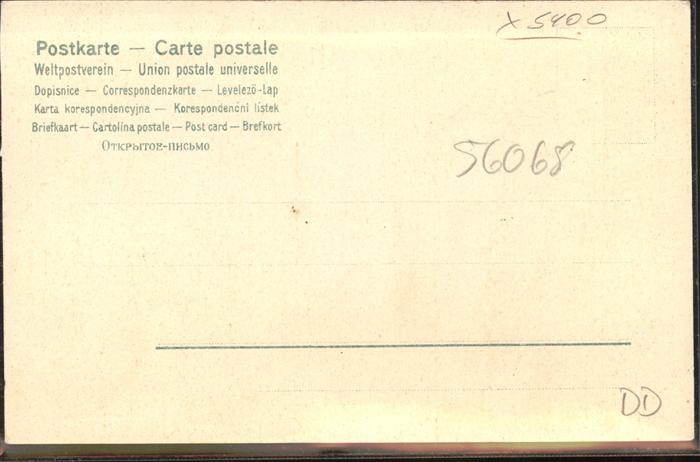 x 5400
Postkarte — Carte postale
Weltpostverein — Union postale universelle
Dopisnice — Correspondenzkarte — Levelező-Lap
Karta korespondencyjna — Korespondenční lístek
Briefkaart — Cartolina postale — Post card — Brefkort
Открытое-письмо
56068
DD